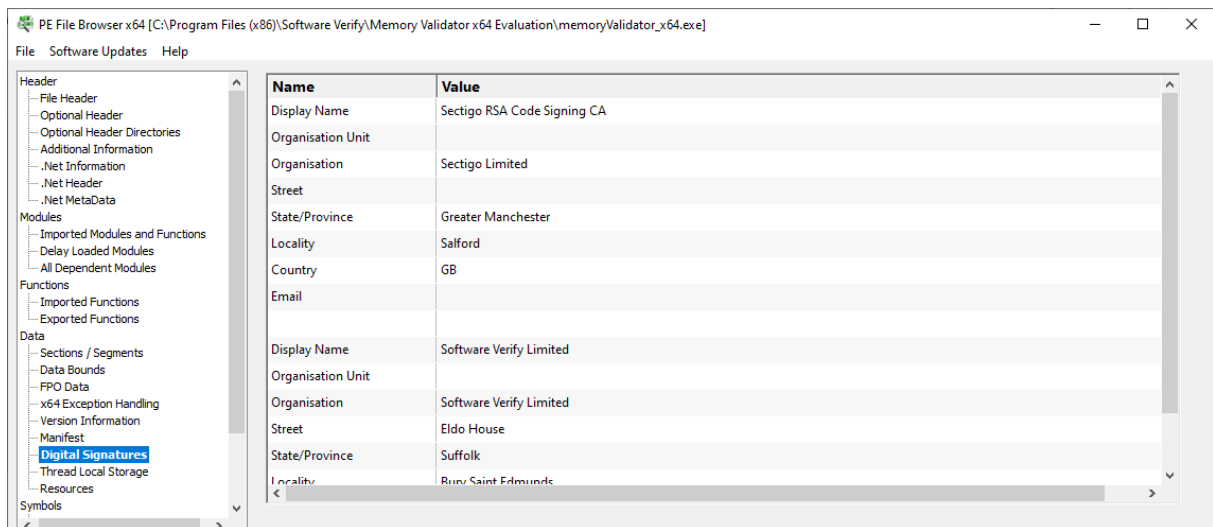 PE File Browser x64 [C:\Program Files (x86)\Software Verify\Memory Validator x64 Evaluation\memoryValidator_x64.exe]
File Software Updates Help
Header
File Header
Optional Header
Optional Header Directories
Additional Information
.Net Information
.Net Header
.Net MetaData
Modules
Imported Modules and Functions
Delay Loaded Modules
All Dependent Modules
Functions
Imported Functions
Exported Functions
Data
Sections / Segments
Data Bounds
FPO Data
x64 Exception Handling
Version Information
Manifest
Digital Signatures
Thread Local Storage
Resources
Symbols
Name Value
Display Name Sectigo RSA Code Signing CA
Organisation Unit
Organisation Sectigo Limited
Street
State/Province Greater Manchester
Locality Salford
Country GB
Email
Display Name Software Verify Limited
Organisation Unit
Organisation Software Verify Limited
Street Eldo House
State/Province Suffolk
Locality Bury Saint Edmunds